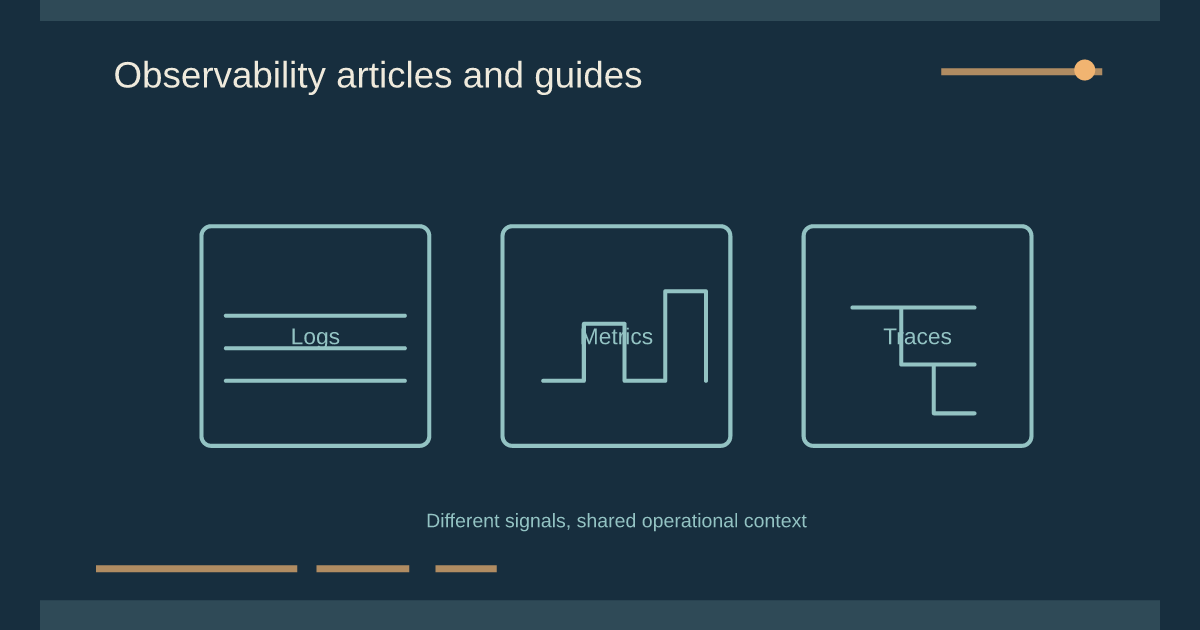 Observability articles and guides
Logs
Metrics
Traces
Different signals, shared operational context